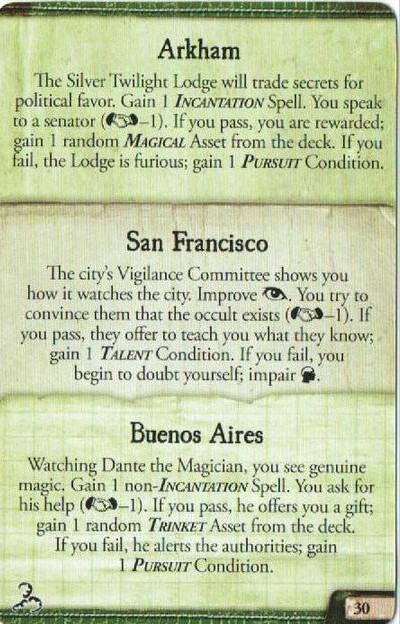 Arkham
The Silver Twilight Lodge will trade secrets for
political favor. Gain 1 INCANTATION Spell. You speak
to a senator (–1). If you pass, you are rewarded;
gain 1 random MAGICAL Asset from the deck. If you
fail, the Lodge is furious; gain 1 PURSUIT Condition.
San Francisco
The city's Vigilance Committee shows you
how it watches the city. Improve . You try to
convince them that the occult exists (–1). If
you pass, they offer to teach you what they know;
gain 1 TALENT Condition. If you fail, you
begin to doubt yourself; impair .
Buenos Aires
Watching Dante the Magician, you see genuine
magic. Gain 1 non-INCANTATION Spell. You ask for
his help (–1). If you pass, he offers you a gift;
gain 1 random TRINKET Asset from the deck.
If you fail, he alerts the authorities; gain
1 PURSUIT Condition.
30